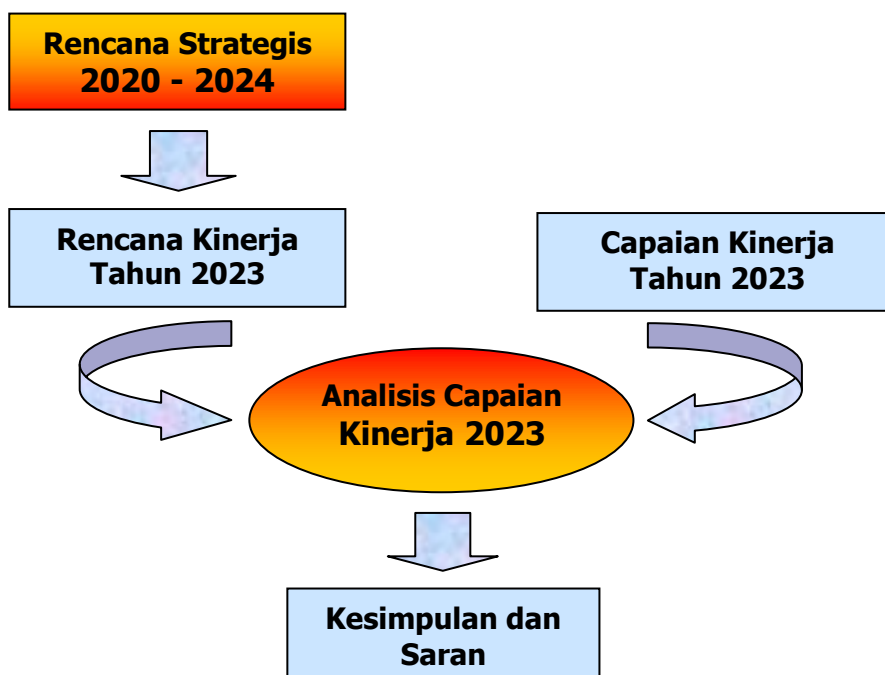 Rencana Strategis
2020 - 2024
Rencana Kinerja
Tahun 2023
Capaian Kinerja
Tahun 2023
Analisis Capaian
Kinerja 2023
Kesimpulan dan
Saran